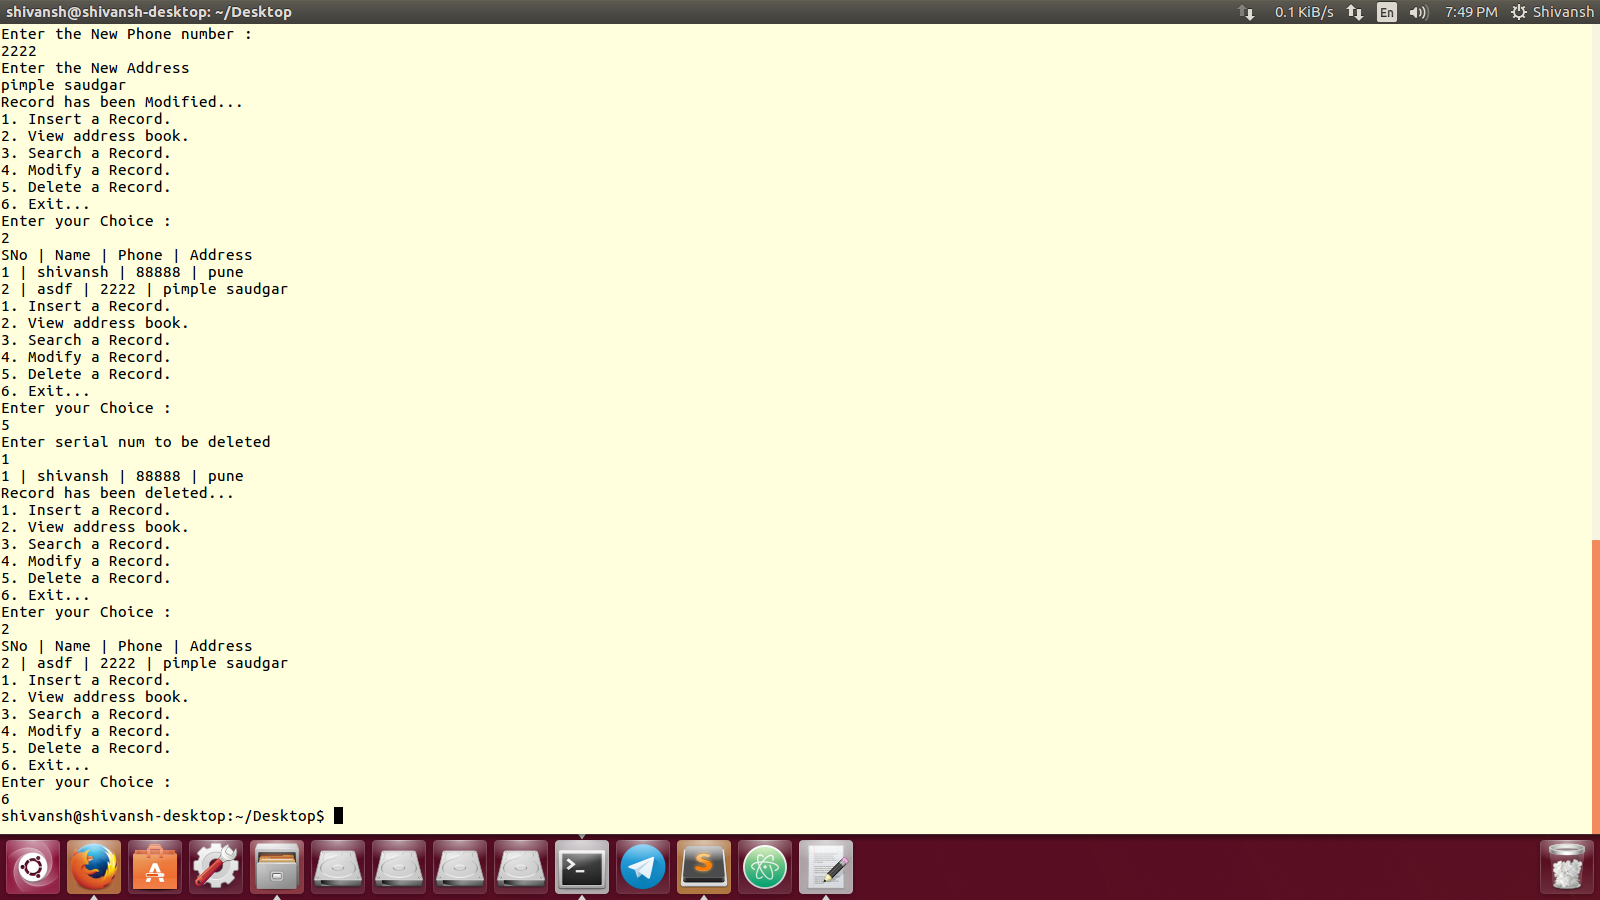 shivansh@shivansh-desktop: ~/Desktop
0.1 KiB/s En 7:49 PM Shivansh
Enter the New Phone number :
2222
Enter the New Address
pimple saudgar
Record has been Modified...
1. Insert a Record.
2. View address book.
3. Search a Record.
4. Modify a Record.
5. Delete a Record.
6. Exit...
Enter your Choice :
2
SNo | Name | Phone | Address
1 | shivansh | 88888 | pune
2 | asdf | 2222 | pimple saudgar
1. Insert a Record.
2. View address book.
3. Search a Record.
4. Modify a Record.
5. Delete a Record.
6. Exit...
Enter your Choice :
5
Enter serial num to be deleted
1
1 | shivansh | 88888 | pune
Record has been deleted...
1. Insert a Record.
2. View address book.
3. Search a Record.
4. Modify a Record.
5. Delete a Record.
6. Exit...
Enter your Choice :
2
SNo | Name | Phone | Address
2 | asdf | 2222 | pimple saudgar
1. Insert a Record.
2. View address book.
3. Search a Record.
4. Modify a Record.
5. Delete a Record.
6. Exit...
Enter your Choice :
6
shivansh@shivansh-desktop:~/Desktop$